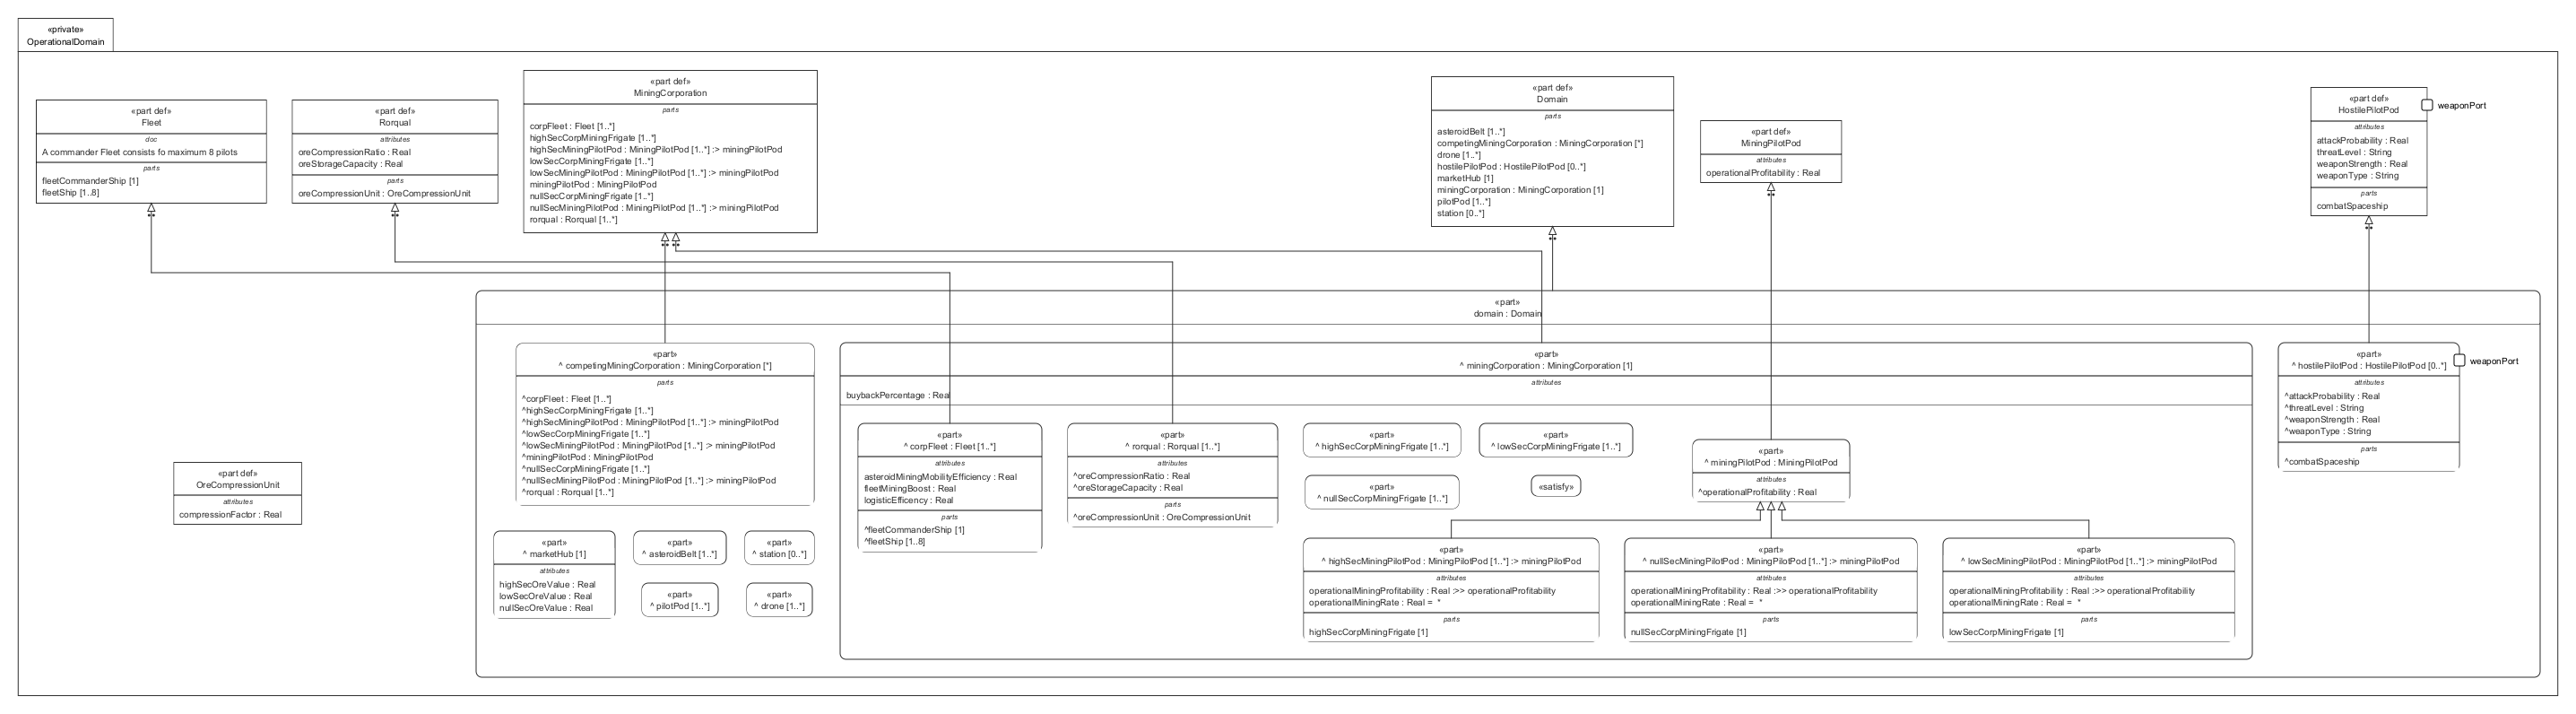 «private»
OperationalDomain
«part def»
Fleet
doc
A commander Fleet consists fo maximum 8 pilots
parts
fleetCommanderShip [1]
fleetShip [1..8]
«part def»
Rorqual
attributes
oreCompressionRatio : Real
oreStorageCapacity : Real
parts
oreCompressionUnit : OreCompressionUnit
«part def»
MiningCorporation
parts
corpFleet : Fleet [1..*]
highSecCorpMiningFrigate [1..*]
highSecMiningPilotPod : MiningPilotPod [1..*] :> miningPilotPod
lowSecCorpMiningFrigate [1..*]
lowSecMiningPilotPod : MiningPilotPod [1..*] :> miningPilotPod
miningPilotPod : MiningPilotPod
nullSecCorpMiningFrigate [1..*]
nullSecMiningPilotPod : MiningPilotPod [1..*] :> miningPilotPod
rorqual : Rorqual [1..*]
«part def»
Domain
parts
asteroidBelt [1..*]
competingMiningCorporation : MiningCorporation [*]
drone [1..*]
hostilePilotPod : HostilePilotPod [0..*]
marketHub [1]
miningCorporation : MiningCorporation [1]
pilotPod [1..*]
station [0..*]
«part def»
MiningPilotPod
attributes
operationalProfitability : Real
«part def»
HostilePilotPod
attributes
attackProbability : Real
threatLevel : String
weaponStrength : Real
weaponType : String
parts
combatSpaceship
weaponPort
«part»
domain : Domain
«part»
^ competingMiningCorporation : MiningCorporation [*]
parts
^corpFleet : Fleet [1..*]
^highSecCorpMiningFrigate [1..*]
^highSecMiningPilotPod : MiningPilotPod [1..*] :> miningPilotPod
^lowSecCorpMiningFrigate [1..*]
^lowSecMiningPilotPod : MiningPilotPod [1..*] :> miningPilotPod
^miningPilotPod : MiningPilotPod
^nullSecCorpMiningFrigate [1..*]
^nullSecMiningPilotPod : MiningPilotPod [1..*] :> miningPilotPod
^rorqual : Rorqual [1..*]
«part»
^ miningCorporation : MiningCorporation [1]
attributes
buybackPercentage : Real
«part»
^ hostilePilotPod : HostilePilotPod [0..*]
attributes
^attackProbability : Real
^threatLevel : String
^weaponStrength : Real
^weaponType : String
parts
^combatSpaceship
weaponPort
«part»
^ corpFleet : Fleet [1..*]
attributes
asteroidMiningMobilityEfficiency : Real
fleetMiningBoost : Real
logisticEfficency : Real
parts
^fleetCommanderShip [1]
^fleetShip [1..8]
«part»
^ rorqual : Rorqual [1..*]
attributes
^oreCompressionRatio : Real
^oreStorageCapacity : Real
parts
^oreCompressionUnit : OreCompressionUnit
«part»
^ highSecCorpMiningFrigate [1..*]
«part»
^ lowSecCorpMiningFrigate [1..*]
«part»
^ nullSecCorpMiningFrigate [1..*]
«satisfy»
«part»
^ miningPilotPod : MiningPilotPod
attributes
^operationalProfitability : Real
«part def»
OreCompressionUnit
attributes
compressionFactor : Real
«part»
^ marketHub [1]
attributes
highSecOreValue : Real
lowSecOreValue : Real
nullSecOreValue : Real
«part»
^ asteroidBelt [1..*]
«part»
^ station [0..*]
«part»
^ pilotPod [1..*]
«part»
^ drone [1..*]
«part»
^ highSecMiningPilotPod : MiningPilotPod [1..*] :> miningPilotPod
attributes
operationalMiningProfitability : Real :>> operationalProfitability
operationalMiningRate : Real = *
parts
highSecCorpMiningFrigate [1]
«part»
^ nullSecMiningPilotPod : MiningPilotPod [1..*] :> miningPilotPod
attributes
operationalMiningProfitability : Real :>> operationalProfitability
operationalMiningRate : Real = *
parts
nullSecCorpMiningFrigate [1]
«part»
^ lowSecMiningPilotPod : MiningPilotPod [1..*] :> miningPilotPod
attributes
operationalMiningProfitability : Real :>> operationalProfitability
operationalMiningRate : Real = *
parts
lowSecCorpMiningFrigate [1]